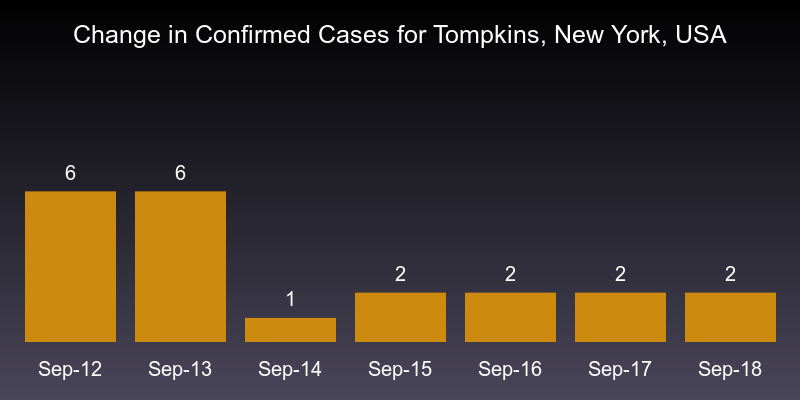 Change in Confirmed Cases for Tompkins, New York, USA
6 6 1 2 2 2 2
Sep-12 Sep-13 Sep-14 Sep-15 Sep-16 Sep-17 Sep-18